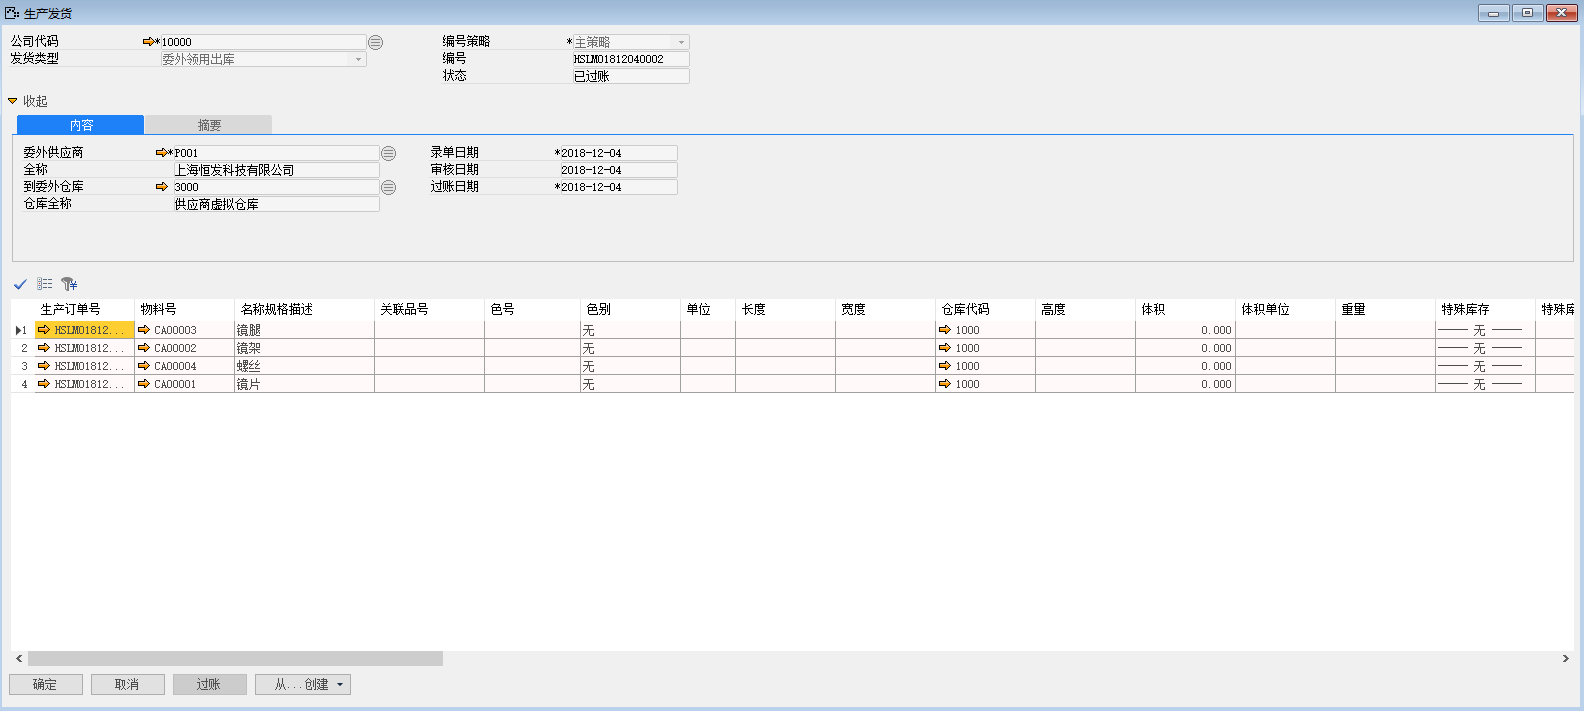 生产发货
公司代码 *10000 编号策略 *主策略
发货类型 委外领用出库 编号 HSLM01812040002
状态 已过账
收起
内容 摘要
委外供应商 *P001 录单日期 *2018-12-04
全称 上海恒发科技有限公司 审核日期 2018-12-04
到委外仓库 3000 过账日期 *2018-12-04
仓库全称 供应商虚拟仓库
生产订单号 物料号 名称规格描述 关联品号 色号 色别 单位 长度 宽度 仓库代码 高度 体积 体积单位 重量 特殊库存 特殊库
1 HSLM01812... CA00003 镜腿 无 1000 0.000 无
2 HSLM01812... CA00002 镜架 无 1000 0.000 无
3 HSLM01812... CA00004 螺丝 无 1000 0.000 无
4 HSLM01812... CA00001 镜片 无 1000 0.000 无
确定 取消 过账 从...创建